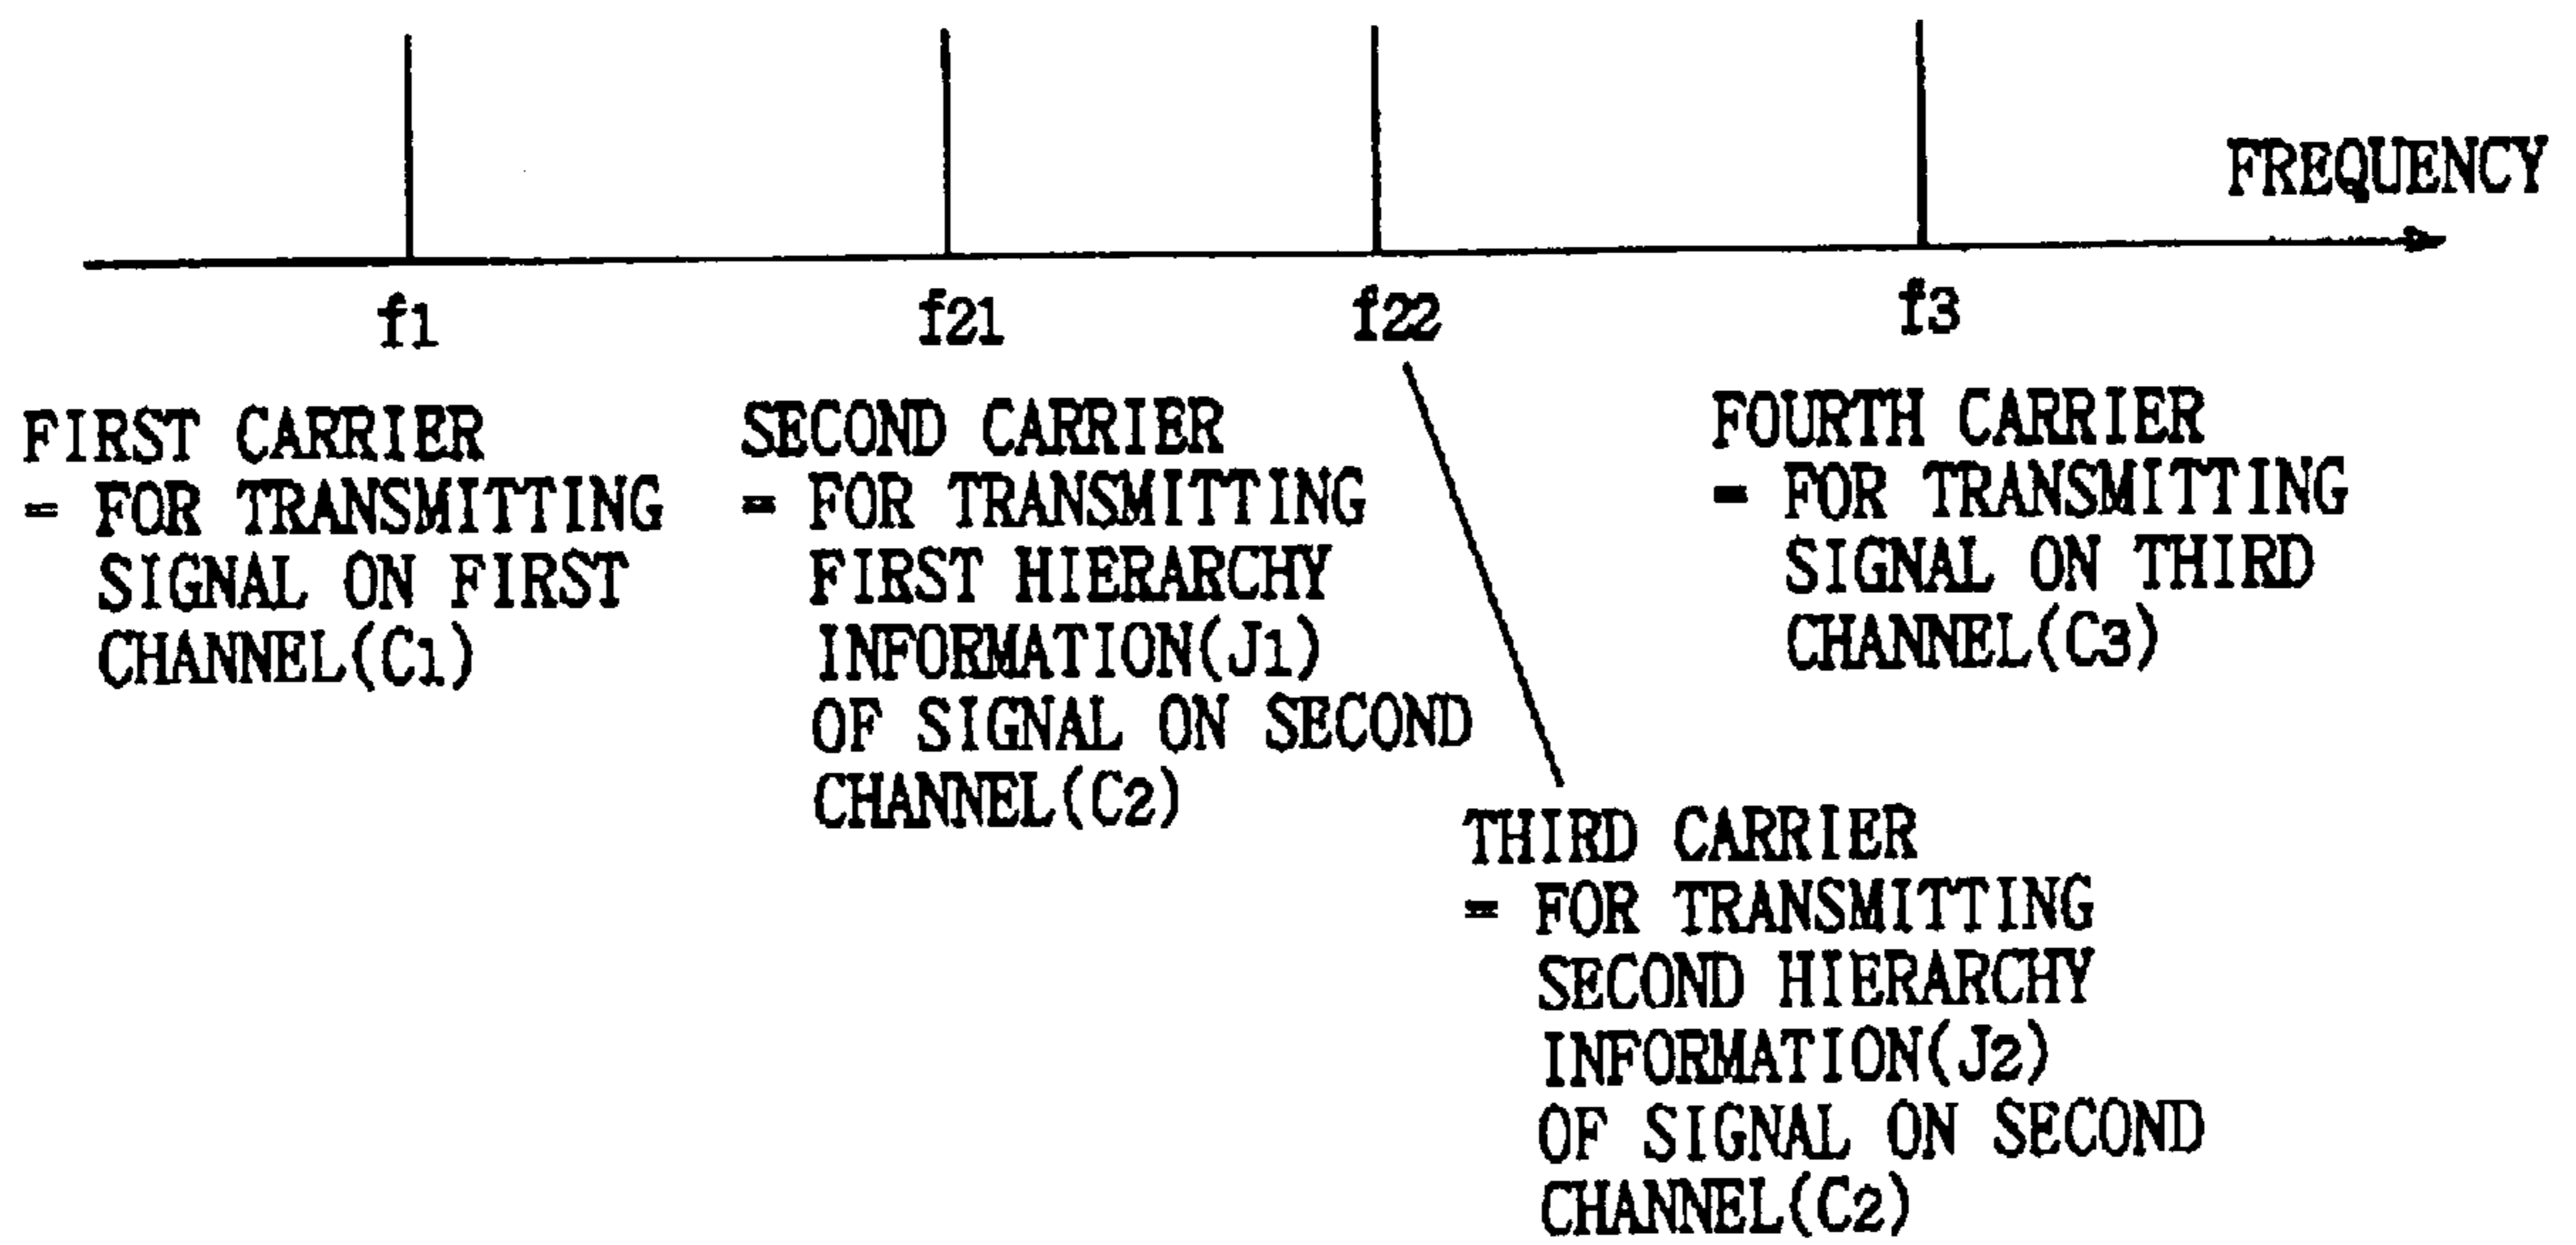 FREQUENCY
f1
f21
f22
f3
FIRST CARRIER
= FOR TRANSMITTING
SIGNAL ON FIRST
CHANNEL(C1)
SECOND CARRIER
= FOR TRANSMITTING
FIRST HIERARCHY
INFORMATION(J1)
OF SIGNAL ON SECOND
CHANNEL(C2)
FOURTH CARRIER
= FOR TRANSMITTING
SIGNAL ON THIRD
CHANNEL(C3)
THIRD CARRIER
= FOR TRANSMITTING
SECOND HIERARCHY
INFORMATION(J2)
OF SIGNAL ON SECOND
CHANNEL(C2)